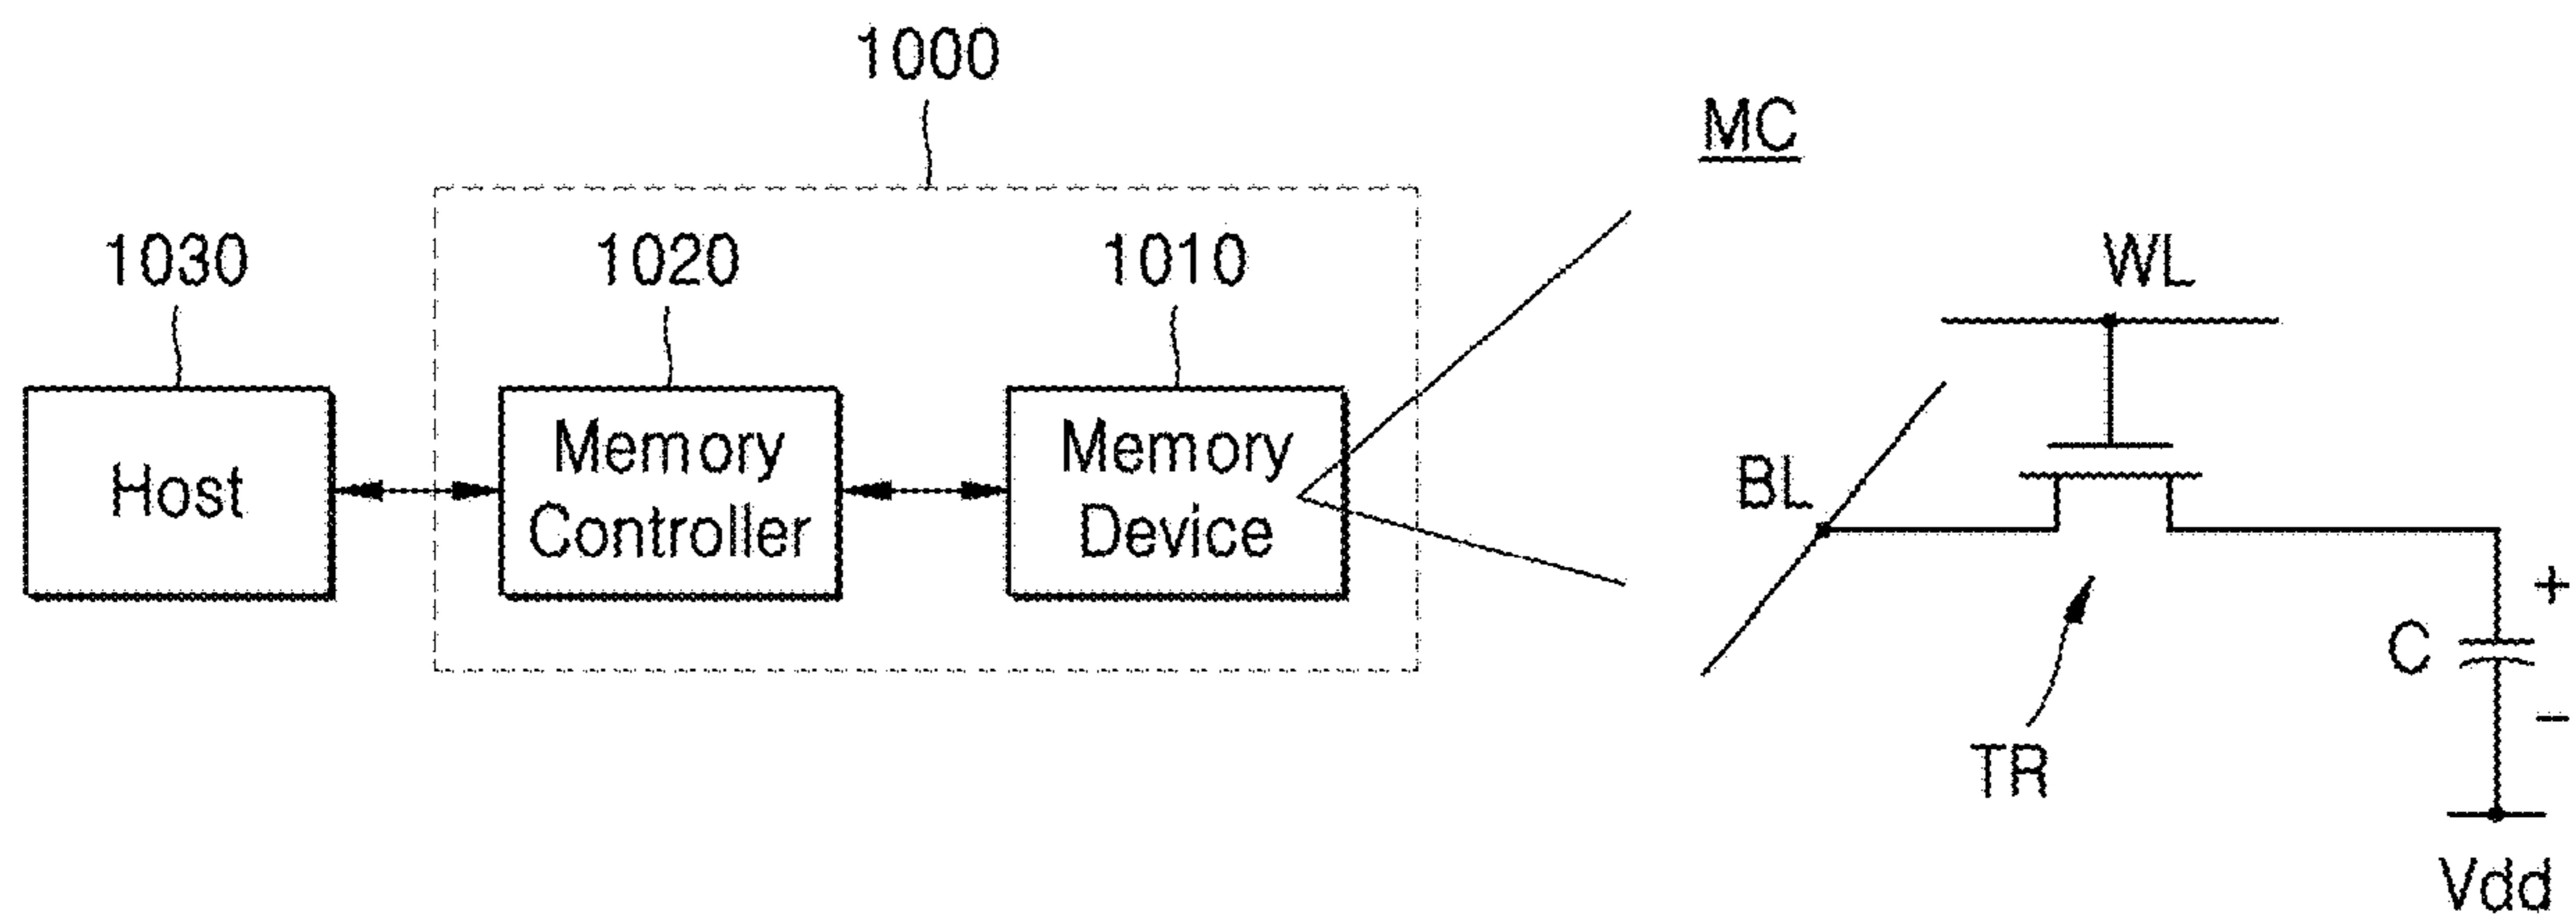 1000
MC
1030
1020
1010
WL
Host
Memory
Controller
Memory
Device
BL
+
C
−
TR
Vdd